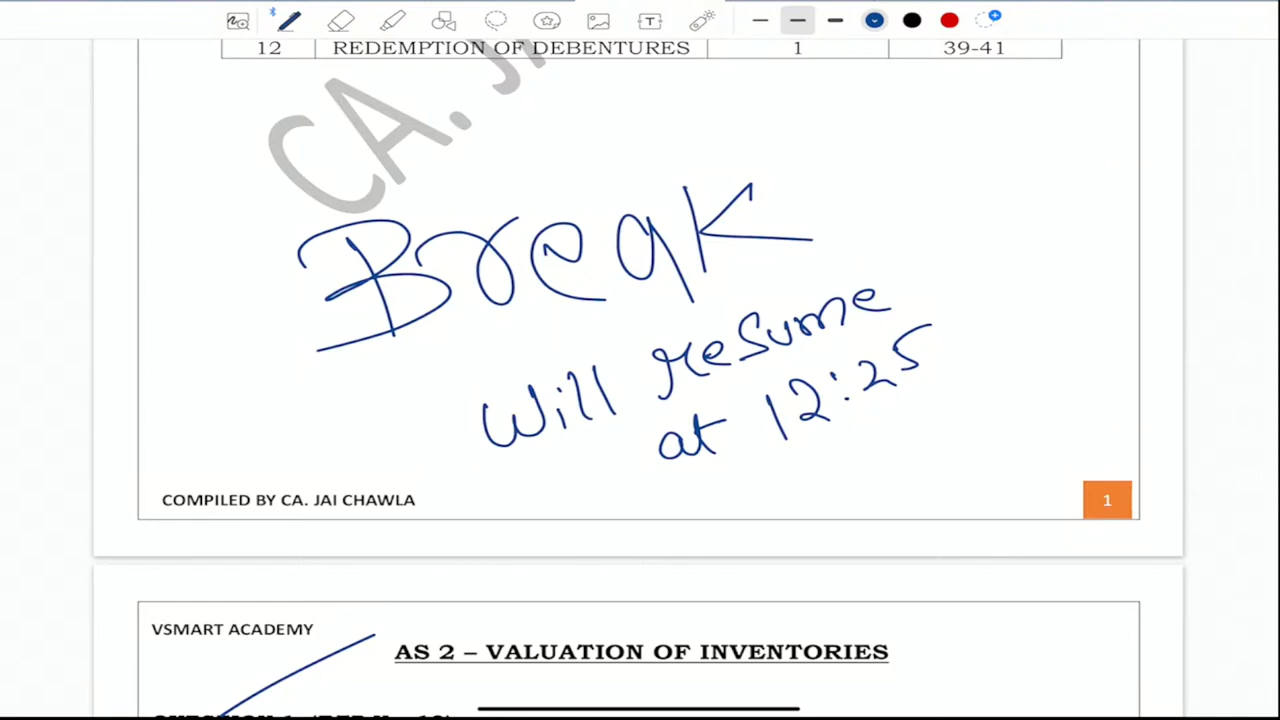 12 REDEMPTION OF DEBENTURES 1 39-41
CA. J
Break
Will resume
at 12:25
COMPILED BY CA. JAI CHAWLA
1
VSMART ACADEMY
AS 2 – VALUATION OF INVENTORIES